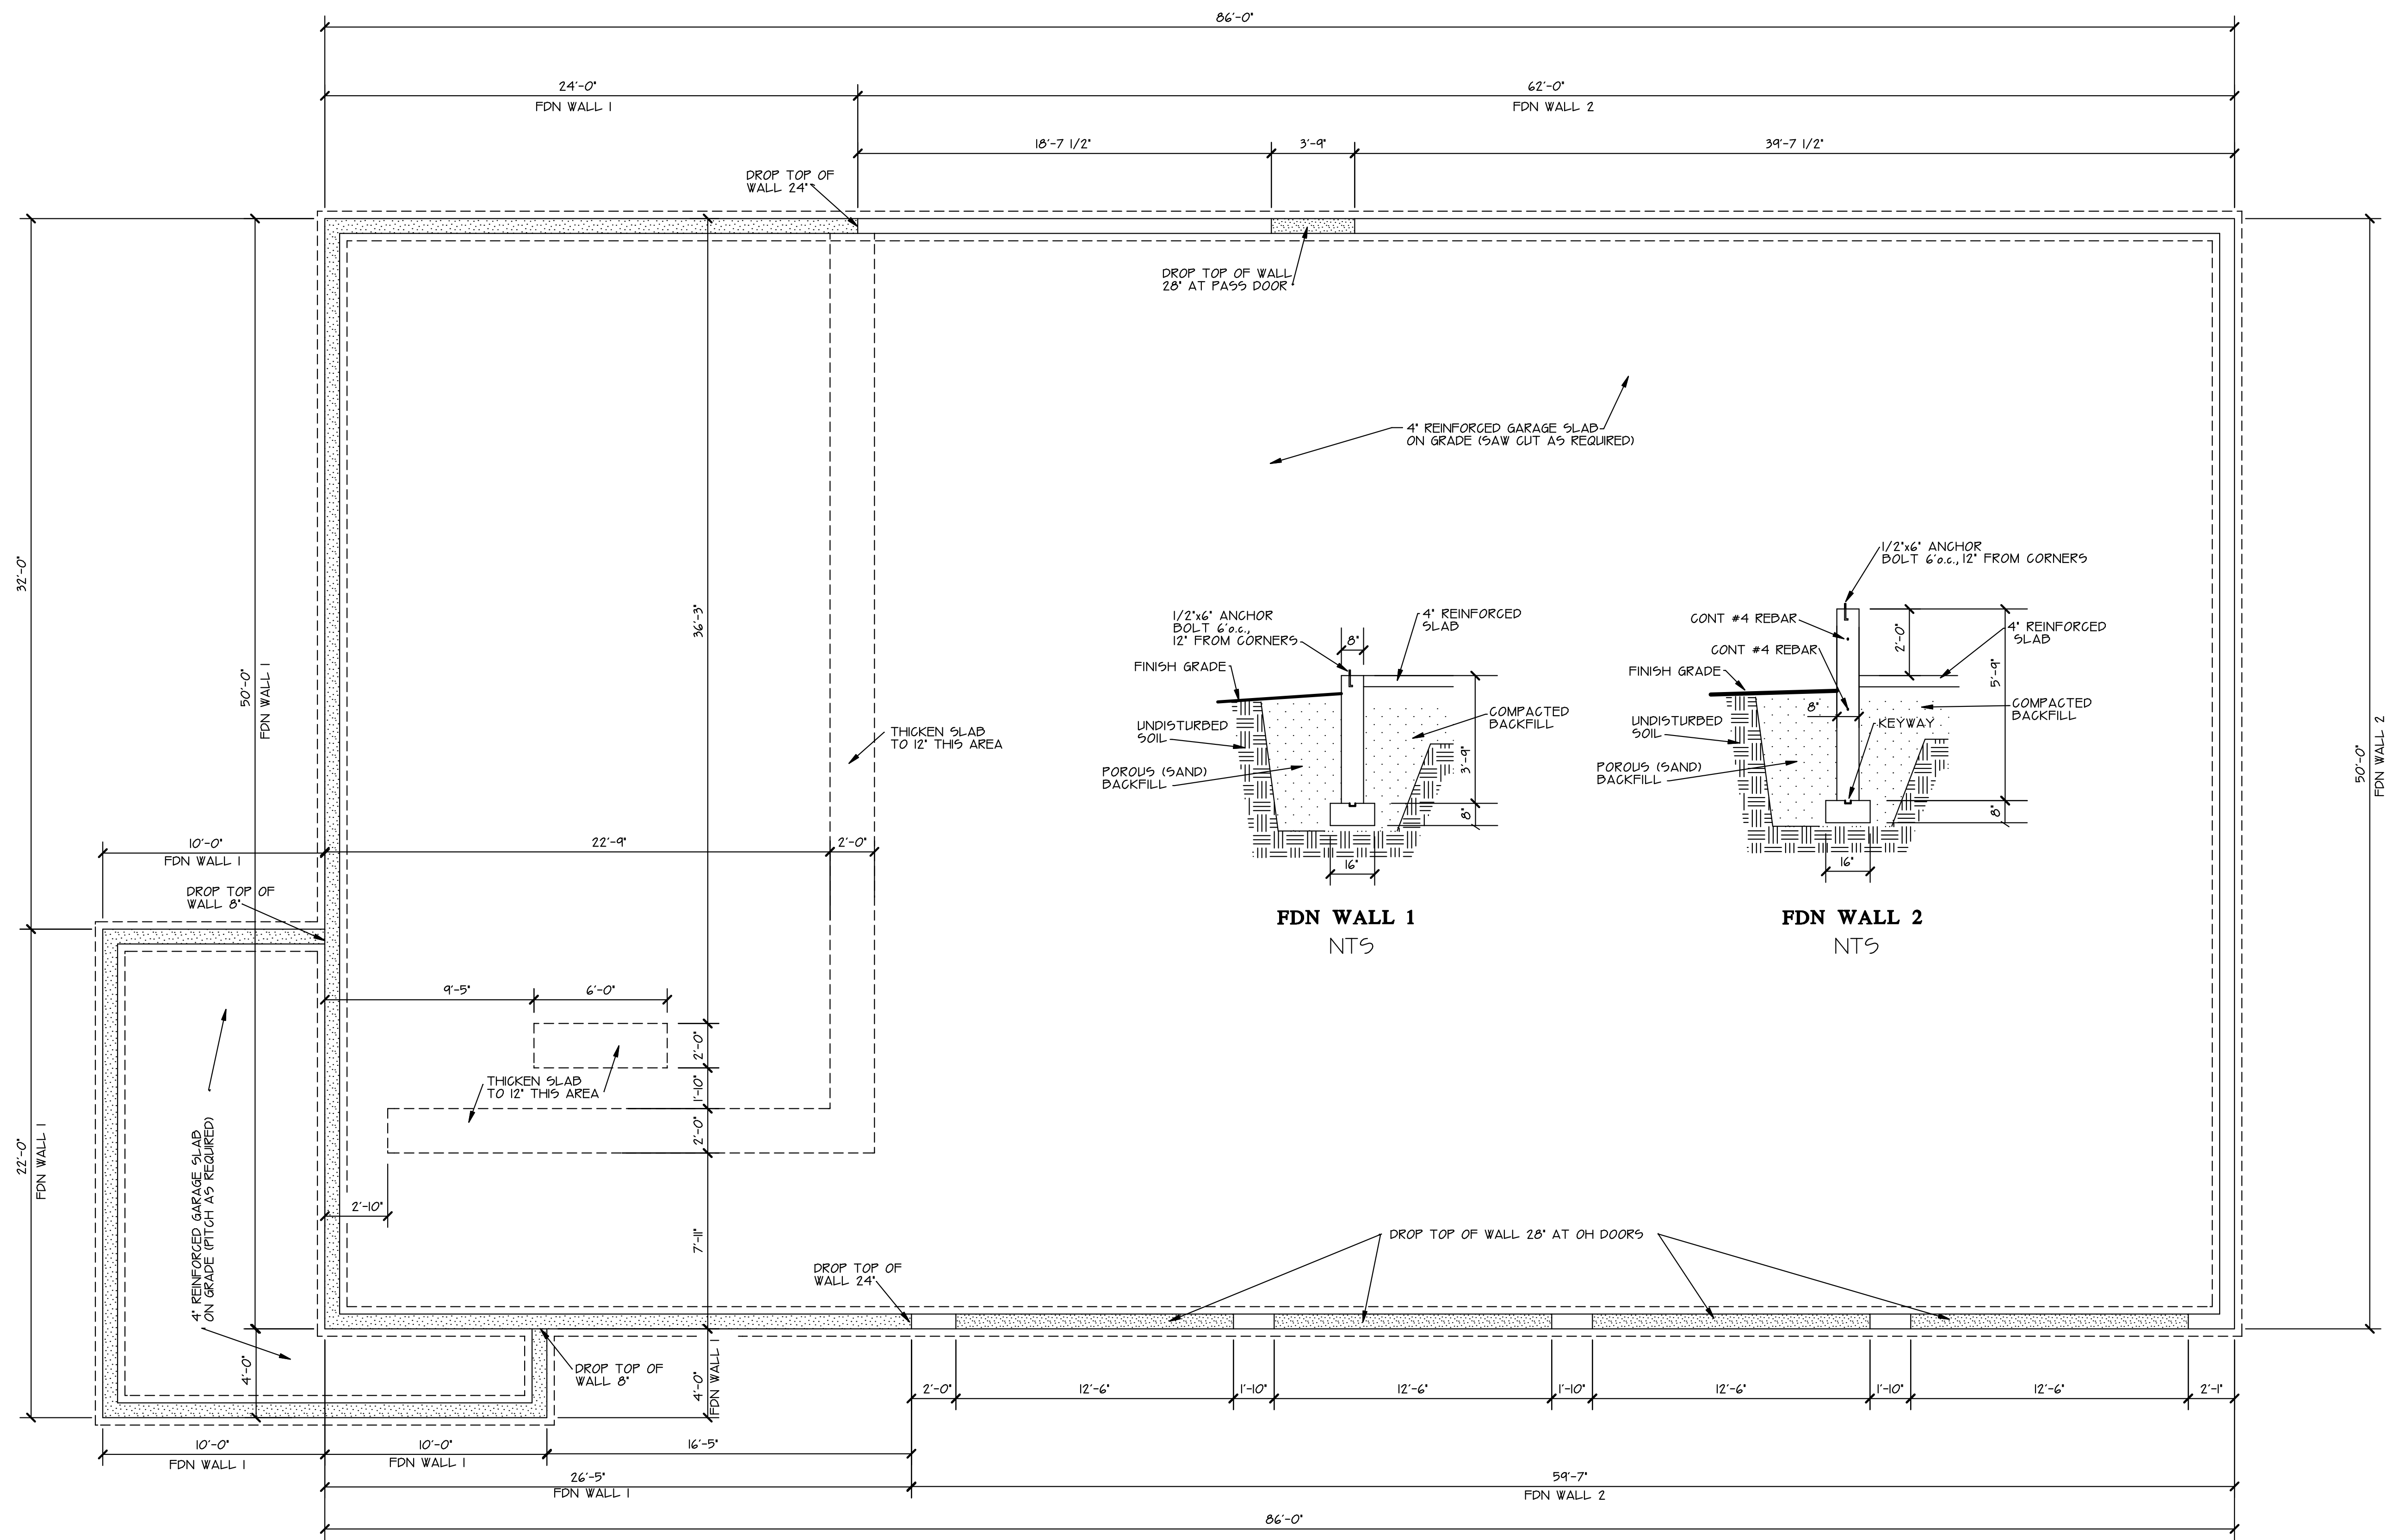 86'-0"
24'-0"
FDN WALL 1
62'-0"
FDN WALL 2
18'-7 1/2"
3'-9"
39'-7 1/2"
DROP TOP OF
WALL 24"
DROP TOP OF WALL
28" AT PASS DOOR
32'-0"
50'-0"
FDN WALL 1
36'-3"
4" REINFORCED GARAGE SLAB
ON GRADE (SAW CUT AS REQUIRED)
THICKEN SLAB
TO 12" THIS AREA
1/2"x6" ANCHOR
BOLT 6'o.c.,
12" FROM CORNERS
8"
4" REINFORCED
SLAB
FINISH GRADE
UNDISTURBED
SOIL
COMPACTED
BACKFILL
POROUS (SAND)
BACKFILL
3'-9"
8"
16"
FDN WALL 1
NTS
1/2"x6" ANCHOR
BOLT 6'o.c., 12" FROM CORNERS
CONT #4 REBAR
CONT #4 REBAR
2'-0"
4" REINFORCED
SLAB
5'-9"
FINISH GRADE
8"
KEYWAY
COMPACTED
BACKFILL
UNDISTURBED
SOIL
POROUS (SAND)
BACKFILL
8"
16"
FDN WALL 2
NTS
50'-0"
FDN WALL 2
10'-0"
FDN WALL 1
22'-9"
2'-0"
DROP TOP OF
WALL 8"
9'-5"
6'-0"
2'-0"
1'-10"
2'-0"
THICKEN SLAB
TO 12" THIS AREA
22'-0"
FDN WALL 1
4" REINFORCED GARAGE SLAB
ON GRADE (PITCH AS REQUIRED)
2'-10"
7'-11"
DROP TOP OF
WALL 24"
DROP TOP OF WALL 28" AT OH DOORS
4'-0"
DROP TOP OF
WALL 8"
4'-0"
FDN WALL 1
2'-0"
12'-6"
1'-10"
12'-6"
1'-10"
12'-6"
1'-10"
12'-6"
2'-1"
10'-0"
FDN WALL 1
10'-0"
FDN WALL 1
16'-5"
26'-5"
FDN WALL 1
59'-7"
FDN WALL 2
86'-0"